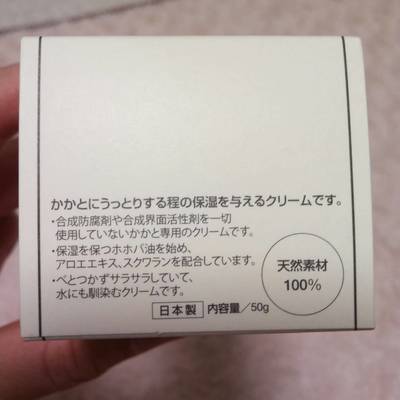 かかとにうっとりする程の保湿を与えるクリームです。
・合成防腐剤や合成界面活性剤を一切
使用していないかかと専用のクリームです。
・保湿を保つホホバ油を始め、
アロエエキス、スクワランを配合しています。
・べとつかずサラサラしていて、
水にも馴染むクリームです。
天然素材
100%
日本製 内容量/50g